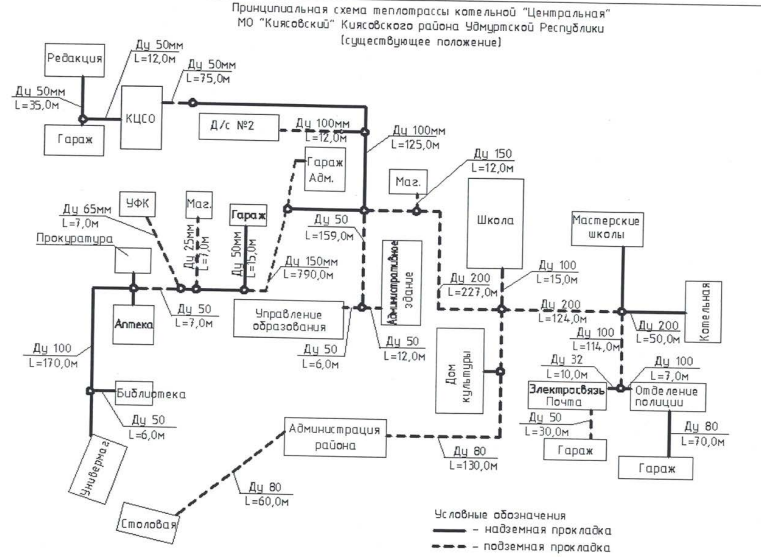 Принципиальная схема теплотрассы котельной "Центральная"
МО "Киясовский" Киясовского района Удмуртской Республики
(существующее положение)
Редакция
Ду 50мм
L=12,0м
Ду 50мм
L=75,0м
Ду 50мм
L=35,0м
КЦСО
Гараж
Д/с №2
Ду 100мм
L=12,0м
Ду 100мм
L=125,0м
Гараж
Адм.
Маг.
Ду 150
L=12,0м
Школа
Мастерские
школы
УФК
Маг.
Гараж
Ду 65мм
L=7,0м
Ду 25мм
L=7,0м
Ду 50мм
L=15,0м
Ду 50
L=159,0м
Прокуратура
Ду 150мм
L=790,0м
Административное
здание
Ду 200
L=227,0м
Ду 100
L=15,0м
Ду 200
L=124,0м
Ду 200
L=50,0м
Котельная
Аптека
Ду 50
L=7,0м
Управление
образования
Ду 50
L=6,0м
Ду 50
L=12,0м
Ду 100
L=114,0м
Ду 100
L=170,0м
Дом
культуры
Ду 32
L=10,0м
Ду 100
L=7,0м
Библиотека
Электросвязь
Почта
Отделение
полиции
Ду 50
L=6,0м
Ду 50
L=30,0м
Ду 80
L=70,0м
Универмаг
Администрация
района
Ду 80
L=130,0м
Гараж
Гараж
Ду 80
L=60,0м
Столовая
Условные обозначения
- надземная прокладка
- подземная прокладка